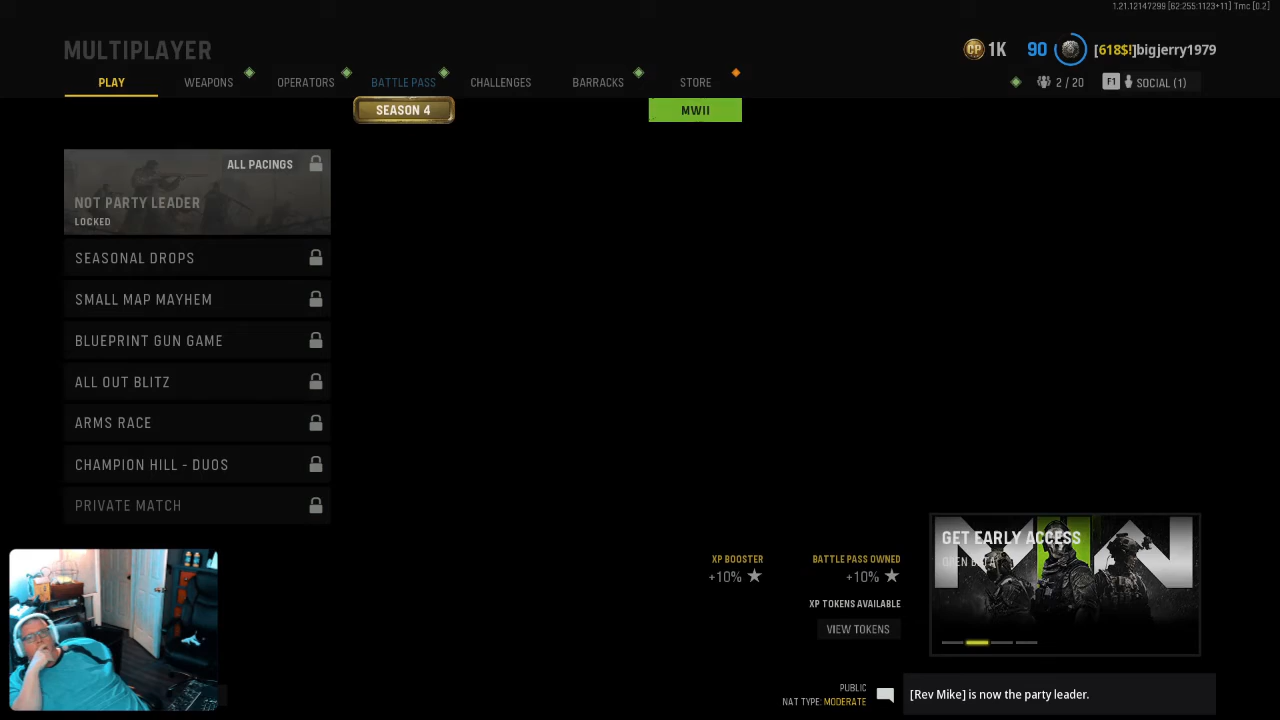 1.21.12147299 [62:255:1123+11] Tmc [0.2]
MULTIPLAYER
CP 1K 90 [618$!]bigjerry1979
PLAY WEAPONS OPERATORS BATTLE PASS CHALLENGES BARRACKS STORE 2 / 20 F1 SOCIAL (1)
SEASON 4 MWII
ALL PACINGS
NOT PARTY LEADER
LOCKED
SEASONAL DROPS
SMALL MAP MAYHEM
BLUEPRINT GUN GAME
ALL OUT BLITZ
ARMS RACE
CHAMPION HILL - DUOS
PRIVATE MATCH
XP BOOSTER BATTLE PASS OWNED
+10% +10%
XP TOKENS AVAILABLE
VIEW TOKENS
GET EARLY ACCESS
OPEN BETA
PUBLIC
NAT TYPE: MODERATE
[Rev Mike] is now the party leader.